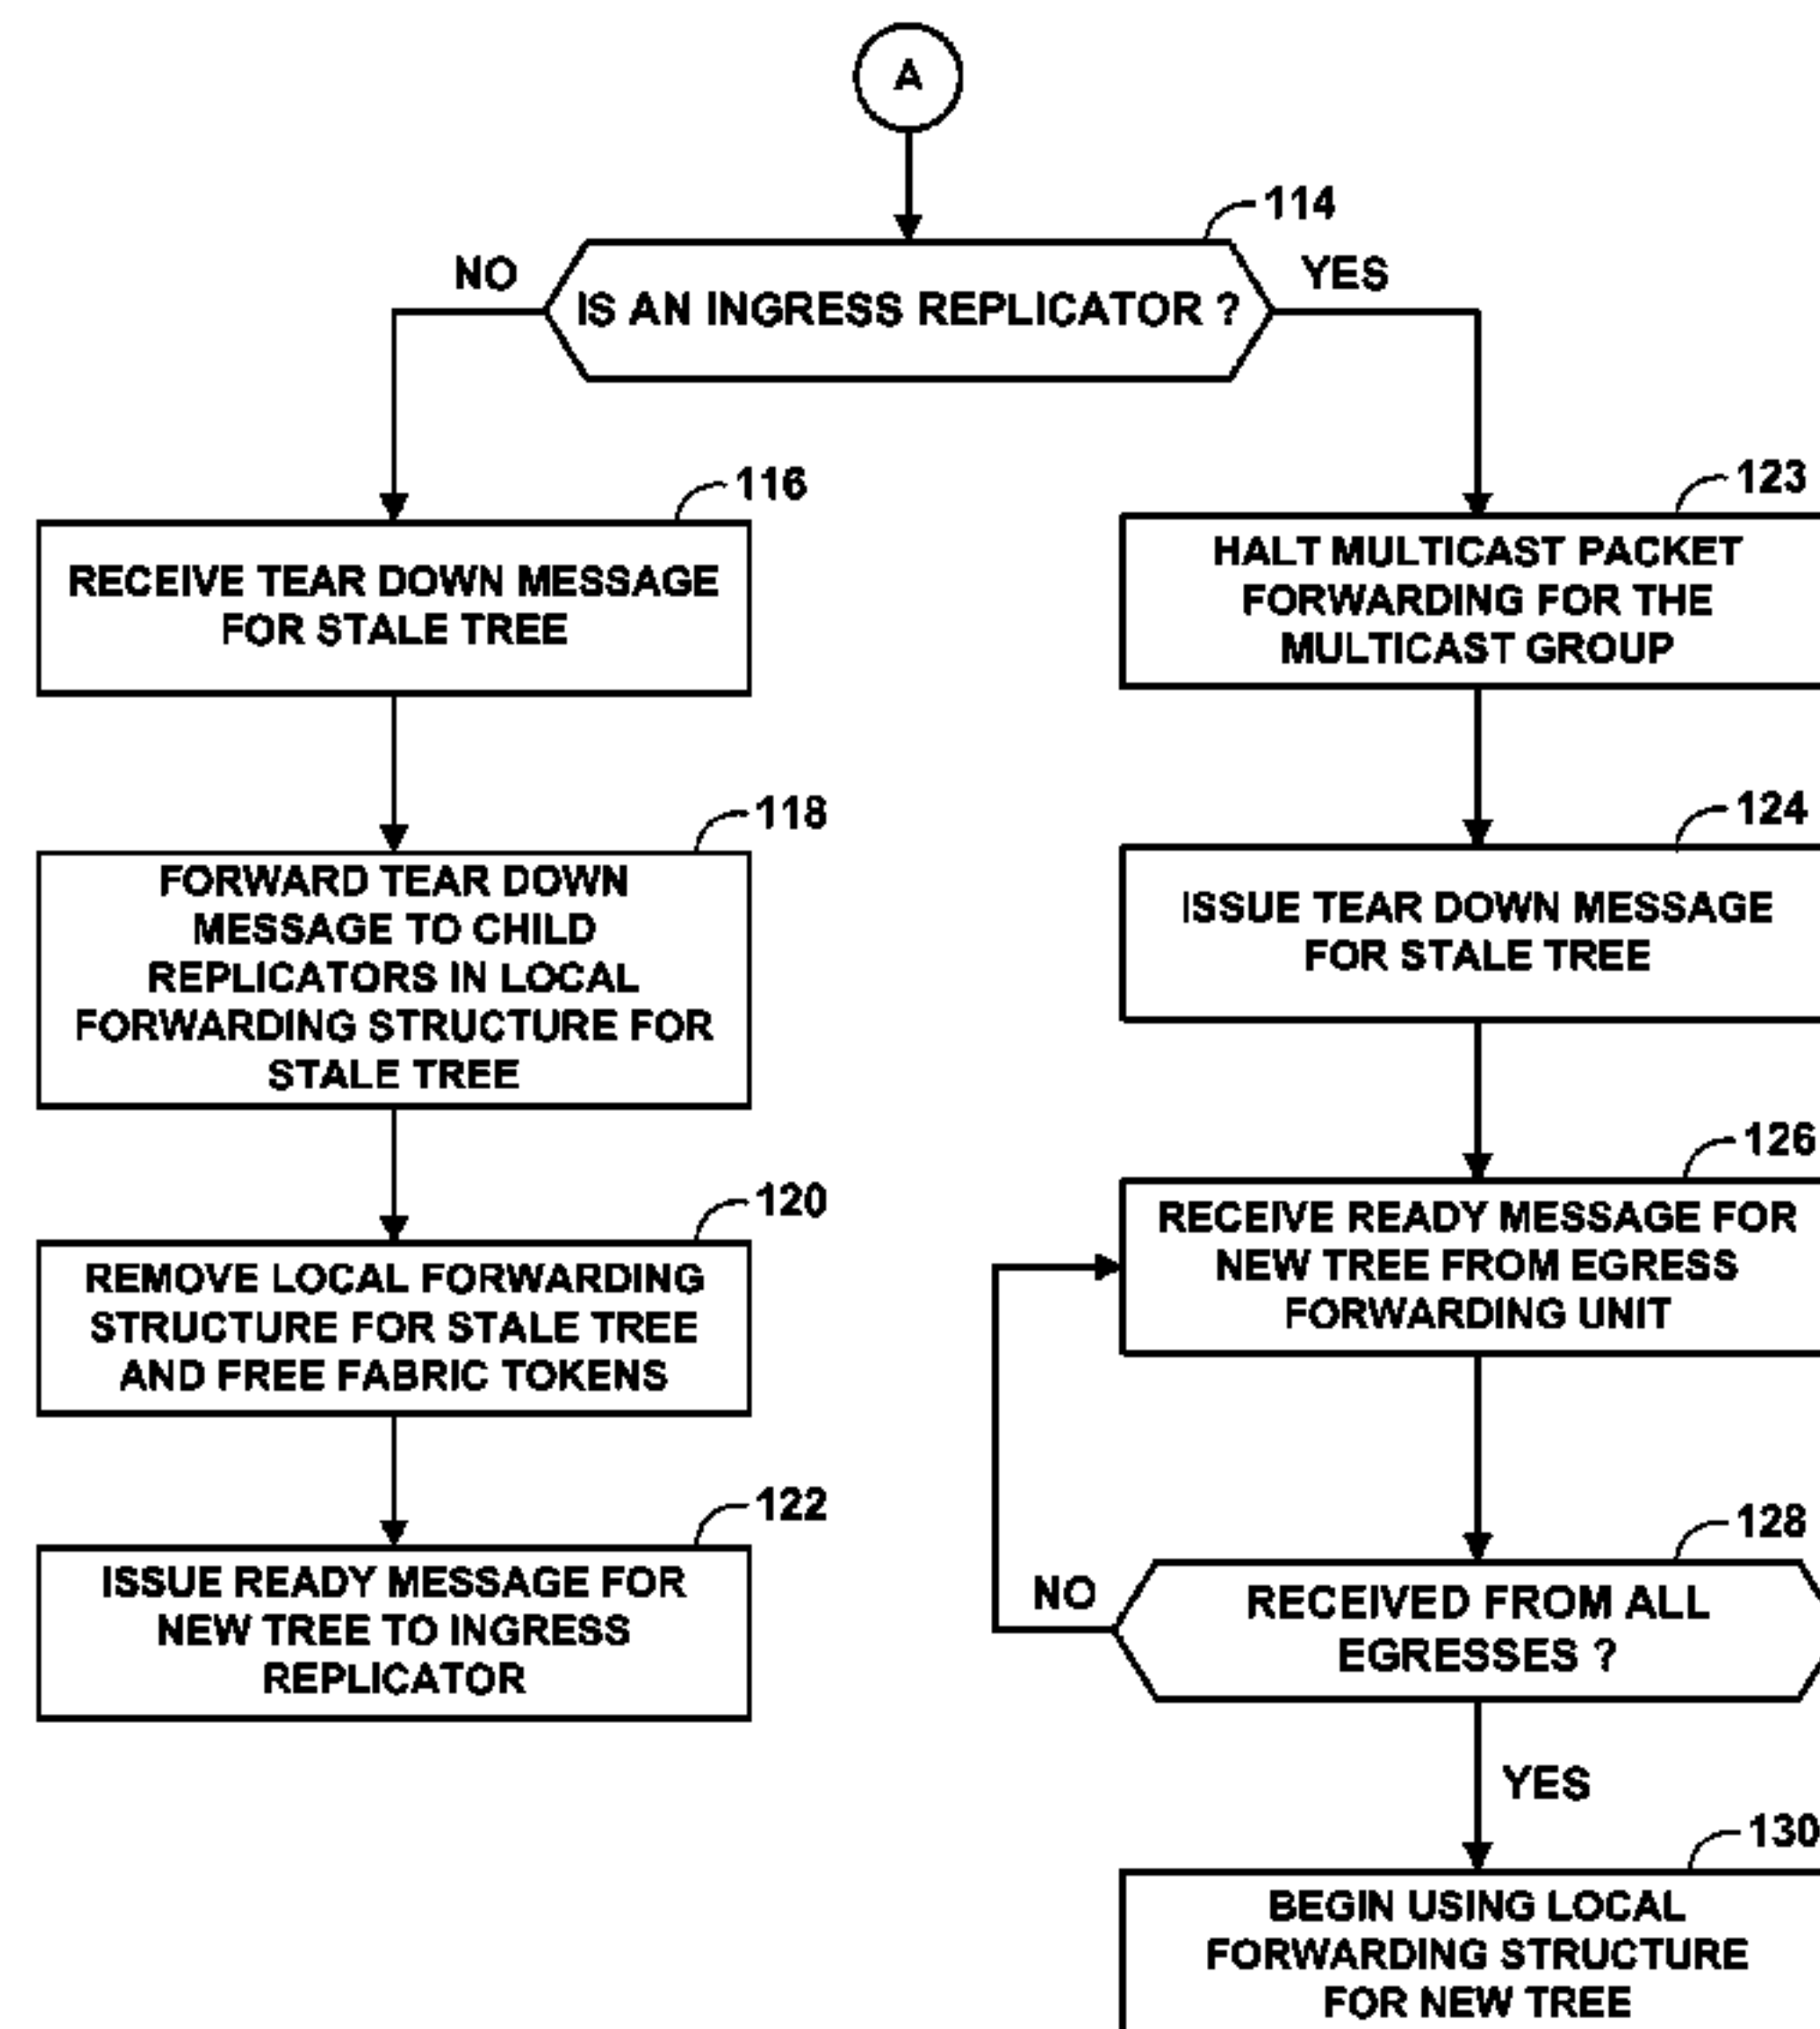 A
114
NO
IS AN INGRESS REPLICATOR ?
YES
116
RECEIVE TEAR DOWN MESSAGE
FOR STALE TREE
118
FORWARD TEAR DOWN
MESSAGE TO CHILD
REPLICATORS IN LOCAL
FORWARDING STRUCTURE FOR
STALE TREE
120
REMOVE LOCAL FORWARDING
STRUCTURE FOR STALE TREE
AND FREE FABRIC TOKENS
122
ISSUE READY MESSAGE FOR
NEW TREE TO INGRESS
REPLICATOR
123
HALT MULTICAST PACKET
FORWARDING FOR THE
MULTICAST GROUP
124
ISSUE TEAR DOWN MESSAGE
FOR STALE TREE
126
RECEIVE READY MESSAGE FOR
NEW TREE FROM EGRESS
FORWARDING UNIT
128
NO
RECEIVED FROM ALL
EGRESSES ?
YES
130
BEGIN USING LOCAL
FORWARDING STRUCTURE
FOR NEW TREE